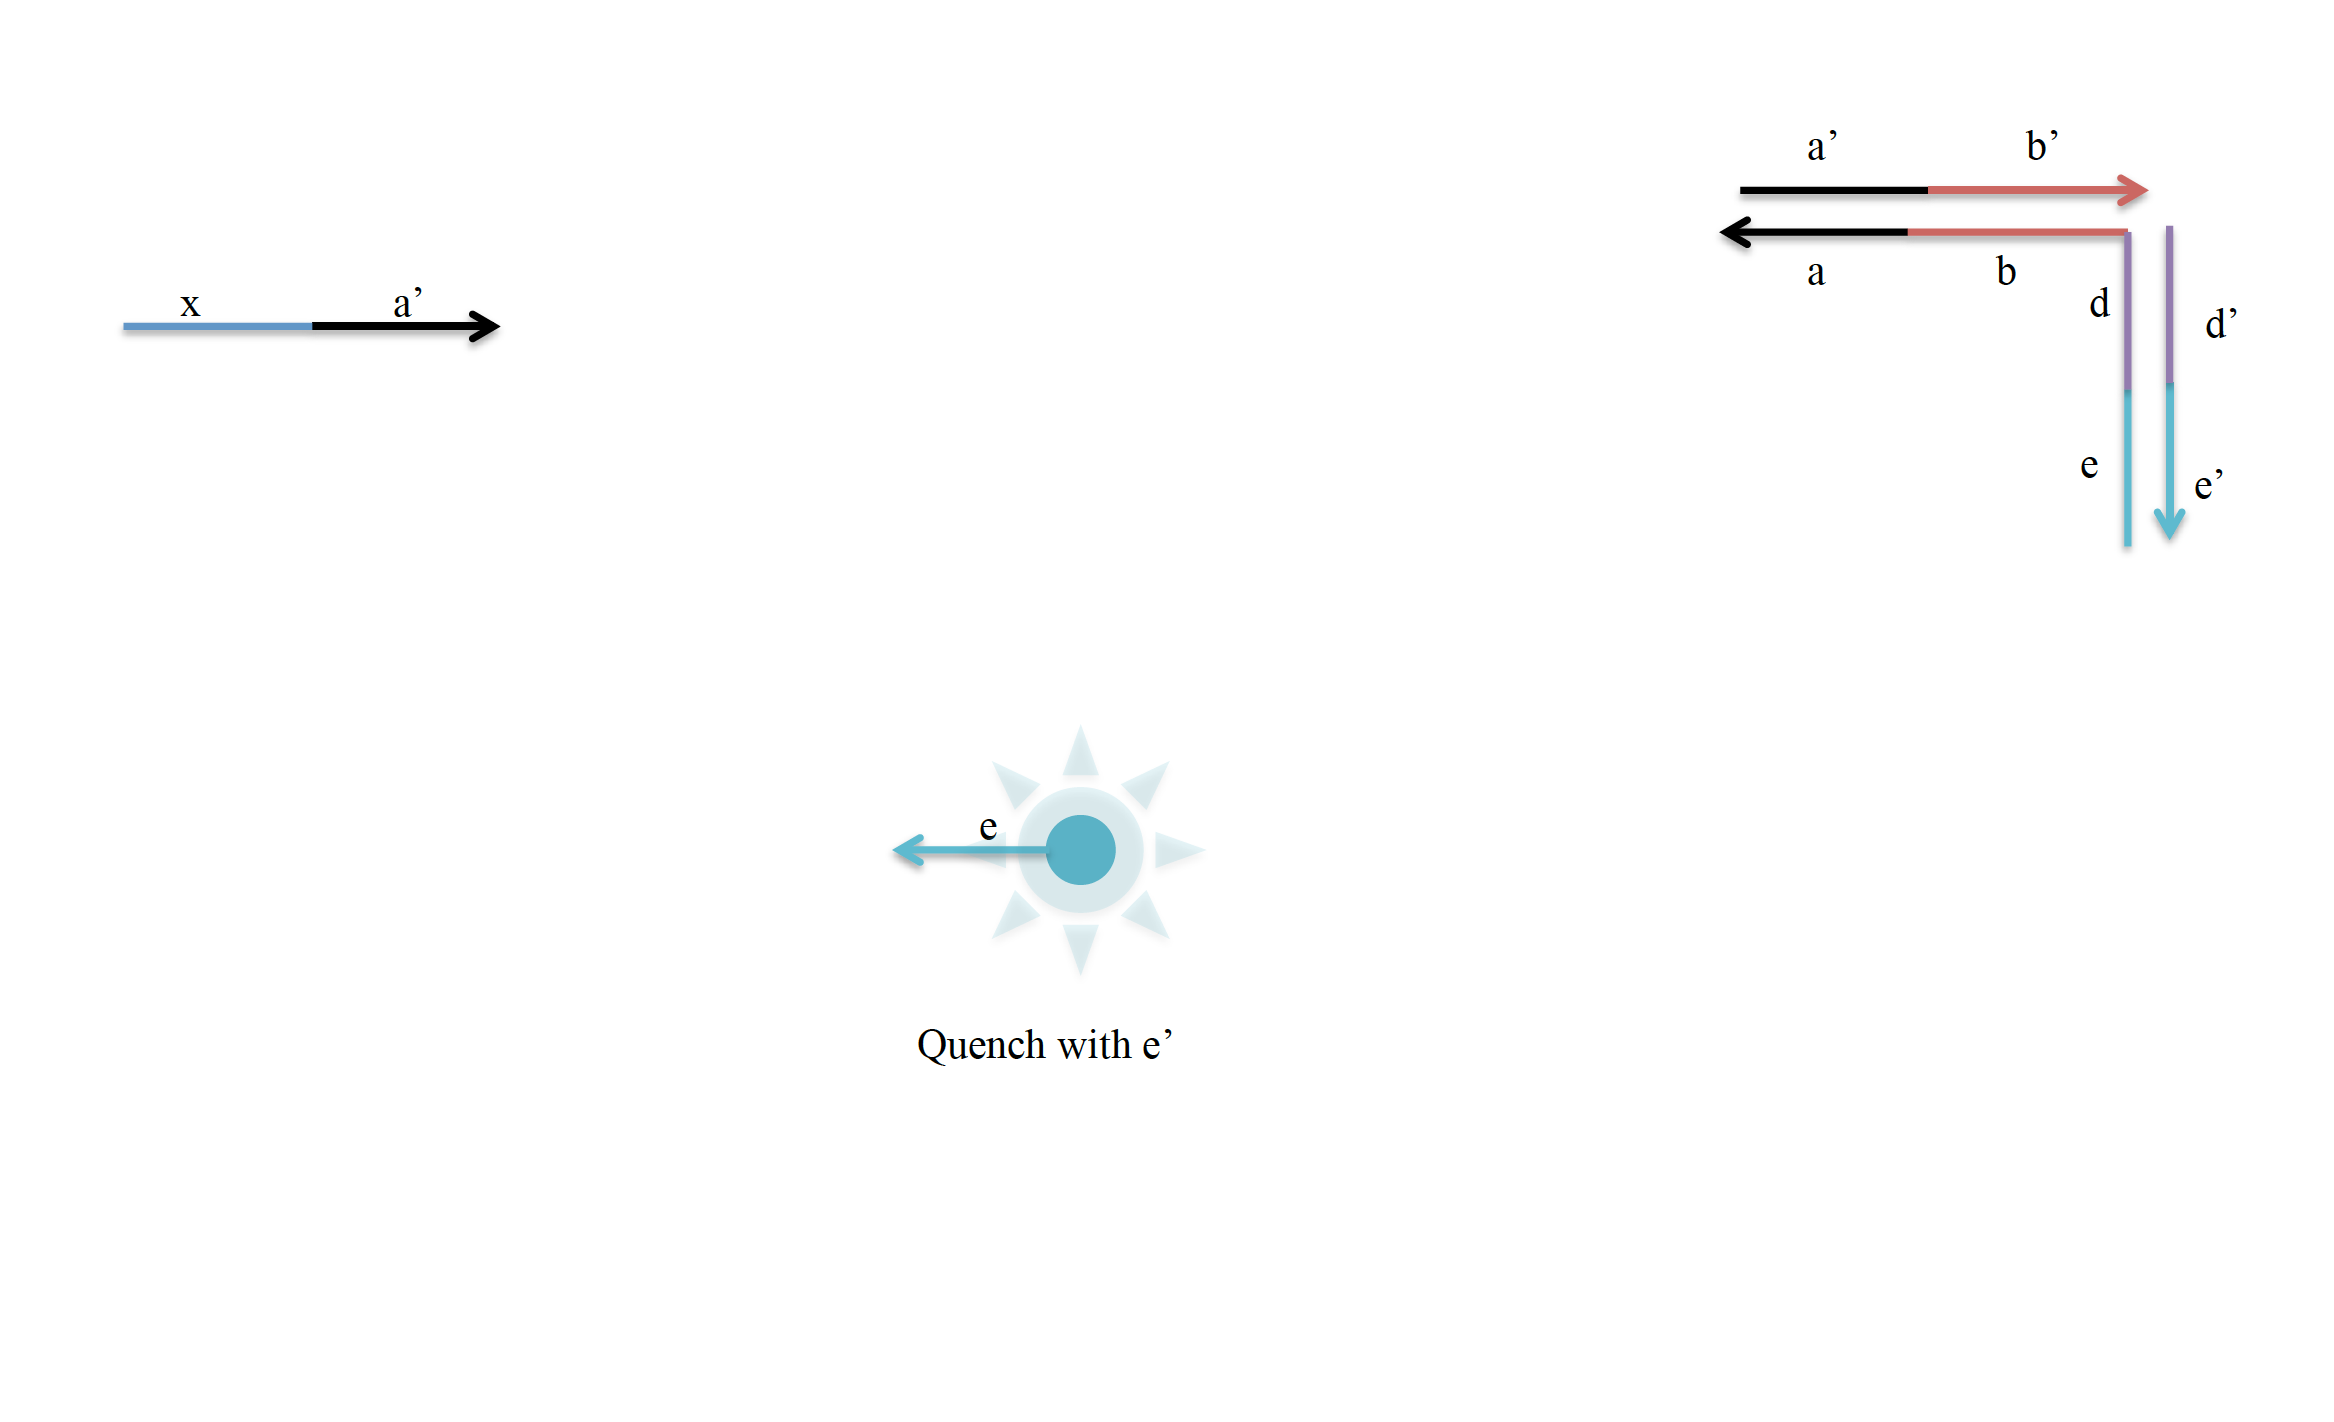 a’ b’
x a’
a b
d
d’
e
e’
e
Quench with e’